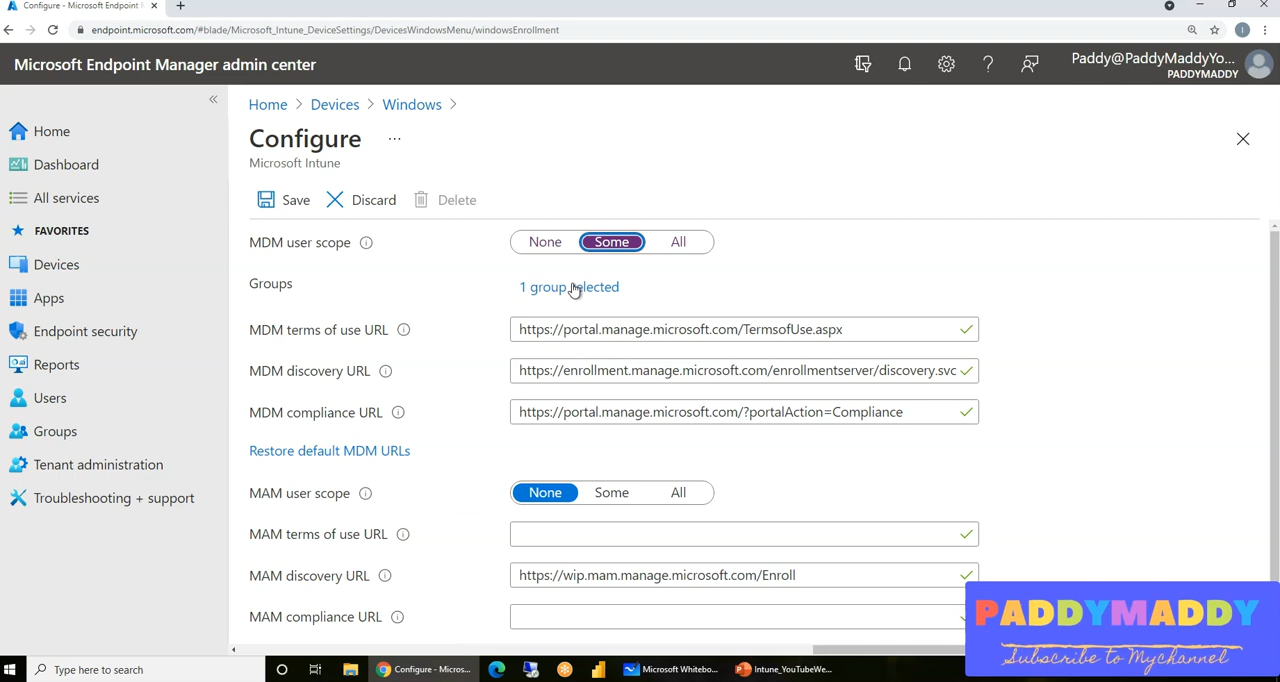 Configure - Microsoft Endpoint
endpoint.microsoft.com/#blade/Microsoft_Intune_DeviceSettings/DevicesWindowsMenu/windowsEnrollment
I
Microsoft Endpoint Manager admin center
Paddy@PaddyMaddyYo...
PADDYMADDY
Home
Dashboard
All services
FAVORITES
Devices
Apps
Endpoint security
Reports
Users
Groups
Tenant administration
Troubleshooting + support
Home > Devices > Windows >
Configure ...
Microsoft Intune
Save Discard Delete
MDM user scope None Some All
Groups 1 group selected
MDM terms of use URL https://portal.manage.microsoft.com/TermsofUse.aspx
MDM discovery URL https://enrollment.manage.microsoft.com/enrollmentserver/discovery.svc
MDM compliance URL https://portal.manage.microsoft.com/?portalAction=Compliance
Restore default MDM URLs
MAM user scope None Some All
MAM terms of use URL
MAM discovery URL https://wip.mam.manage.microsoft.com/Enroll
MAM compliance URL
PADDYMADDY
Subscribe to Mychannel
Type here to search
Configure - Micros...
Microsoft Whitebo...
Intune_YouTubeWe...